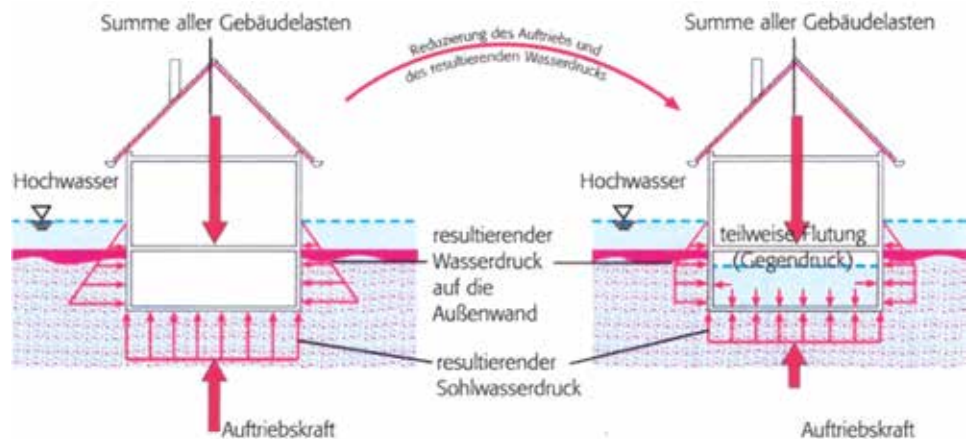 Summe aller Gebäudelasten
Reduzierung des Auftriebs und
des resultierenden Wasserdrucks
Summe aller Gebäudelasten
Hochwasser
Hochwasser
resultierender
Wasserdruck
auf die
Außenwand
teilweise Flutung
(Gegendruck)
resultierender
Sohlwasserdruck
Auftriebskraft
Auftriebskraft